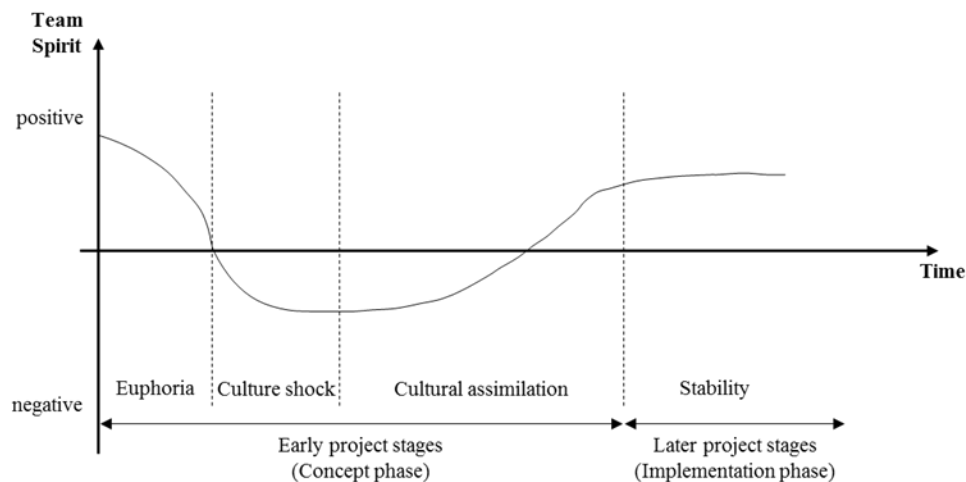 Team
Spirit
positive
Time
Euphoria
Culture shock
Cultural assimilation
Stability
negative
Early project stages
(Concept phase)
Later project stages
(Implementation phase)